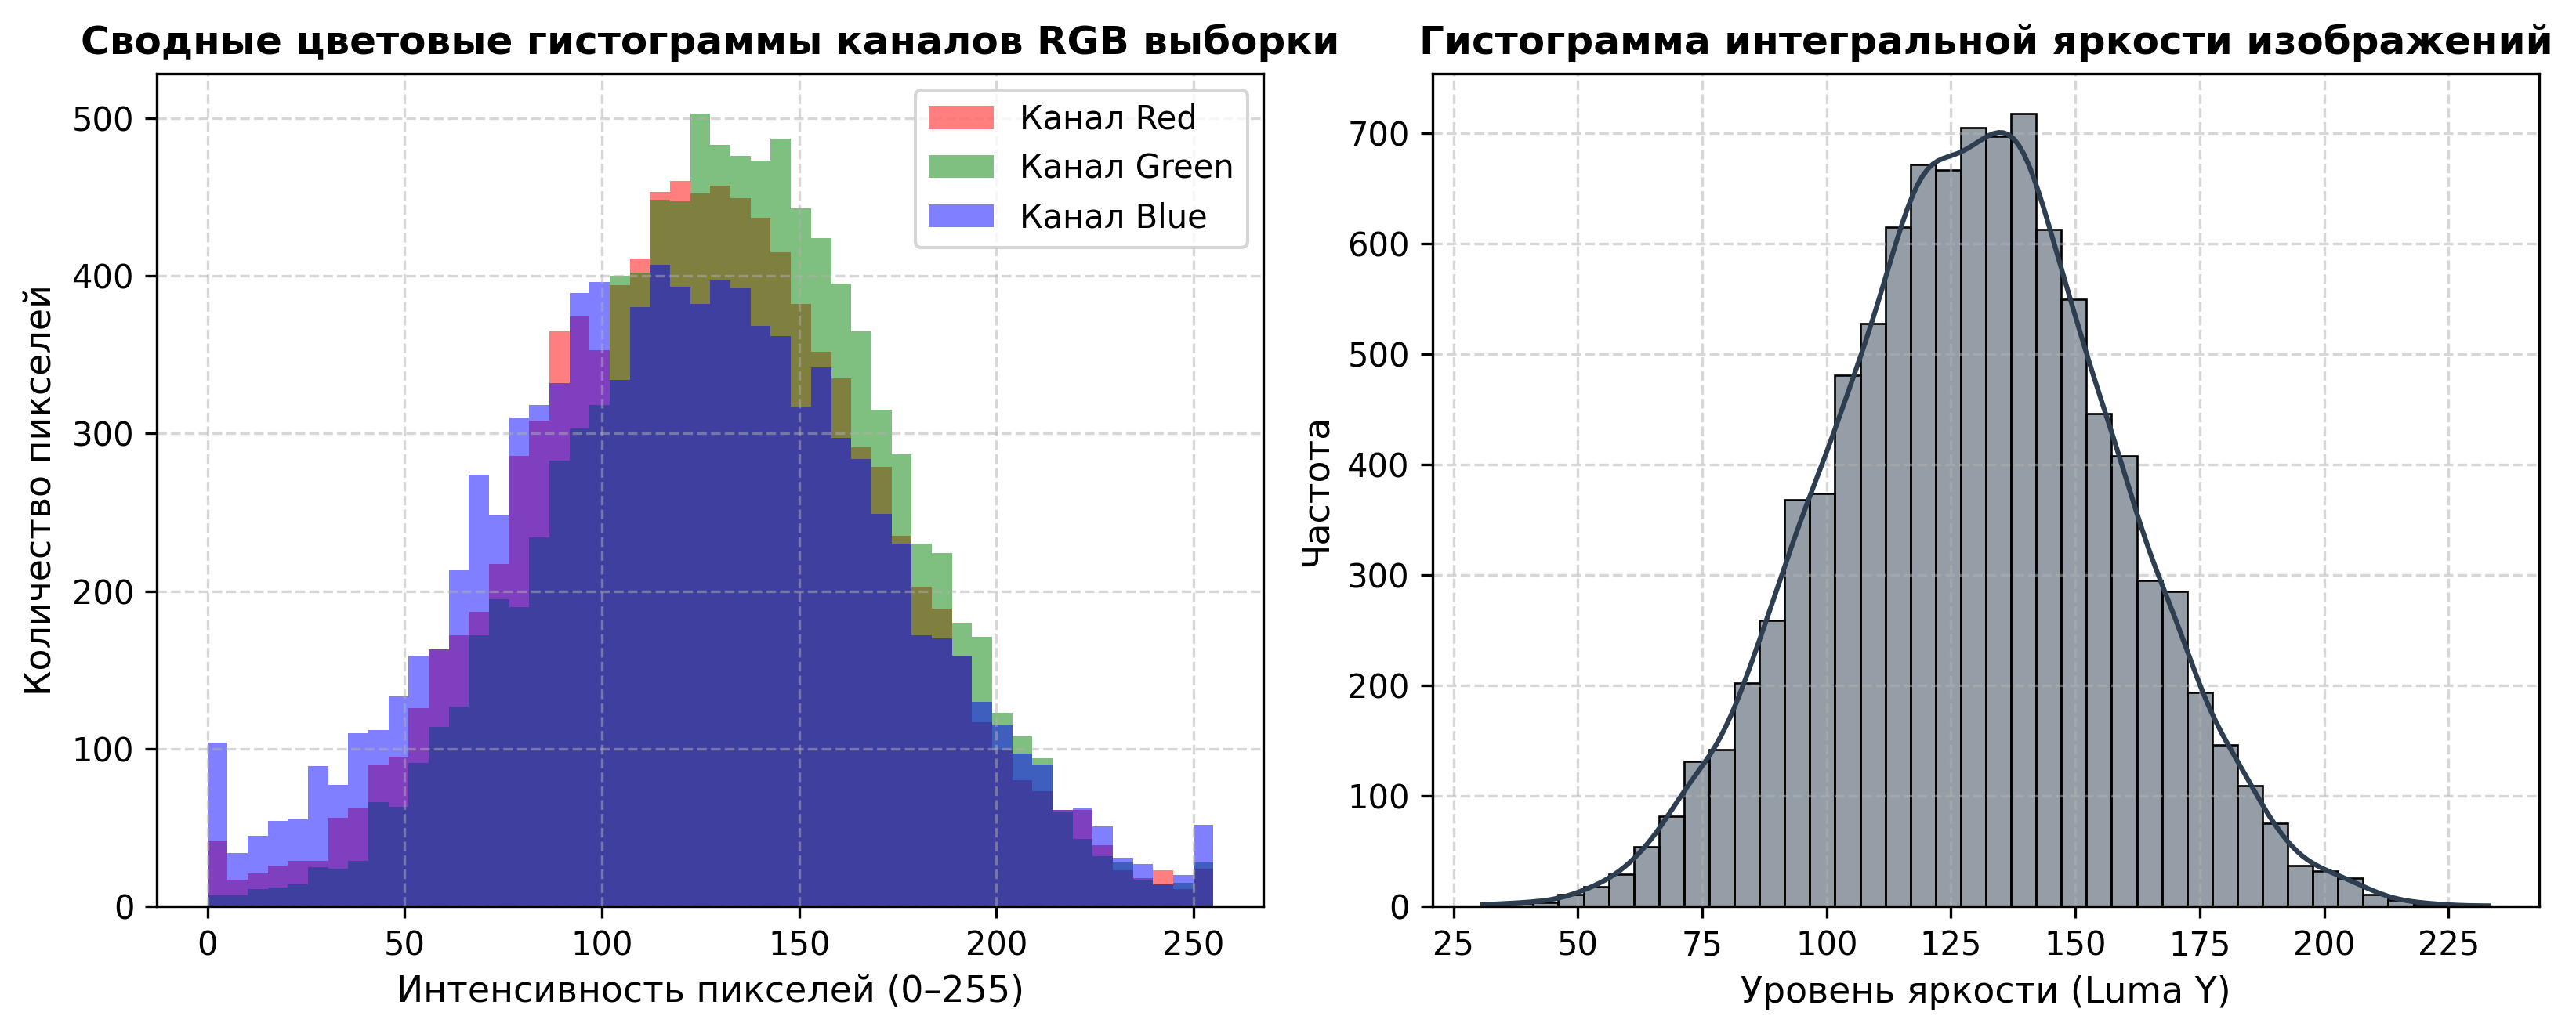 Сводные цветовые гистограммы каналов RGB выборки
Количество пикселей
500
400
300
200
100
0
Канал Red
Канал Green
Канал Blue
0 50 100 150 200 250
Интенсивность пикселей (0–255)
Гистограмма интегральной яркости изображений
Частота
700
600
500
400
300
200
100
0
25 50 75 100 125 150 175 200 225
Уровень яркости (Luma Y)